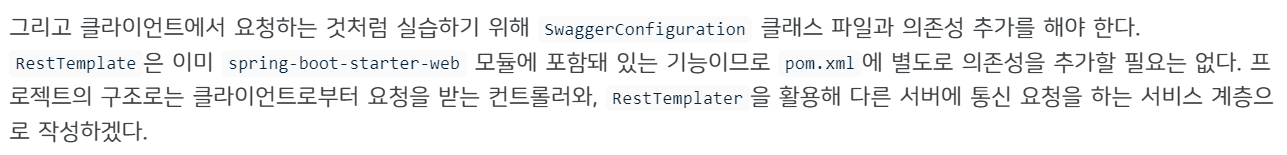 그리고 클라이언트에서 요청하는 것처럼 실습하기 위해 SwaggerConfiguration 클래스 파일과 의존성 추가를 해야 한다.
RestTemplate 은 이미 spring-boot-starter-web 모듈에 포함돼 있는 기능이므로 pom.xml 에 별도로 의존성을 추가할 필요는 없다. 프
로젝트의 구조로는 클라이언트로부터 요청을 받는 컨트롤러와, RestTemplater 을 활용해 다른 서버에 통신 요청을 하는 서비스 계층으
로 작성하겠다.